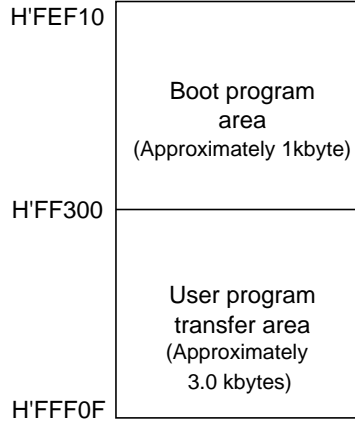 H'FEF10
Boot program
area
(Approximately 1kbyte)
H'FF300
User program
transfer area
(Approximately
3.0 kbytes)
H'FFF0F